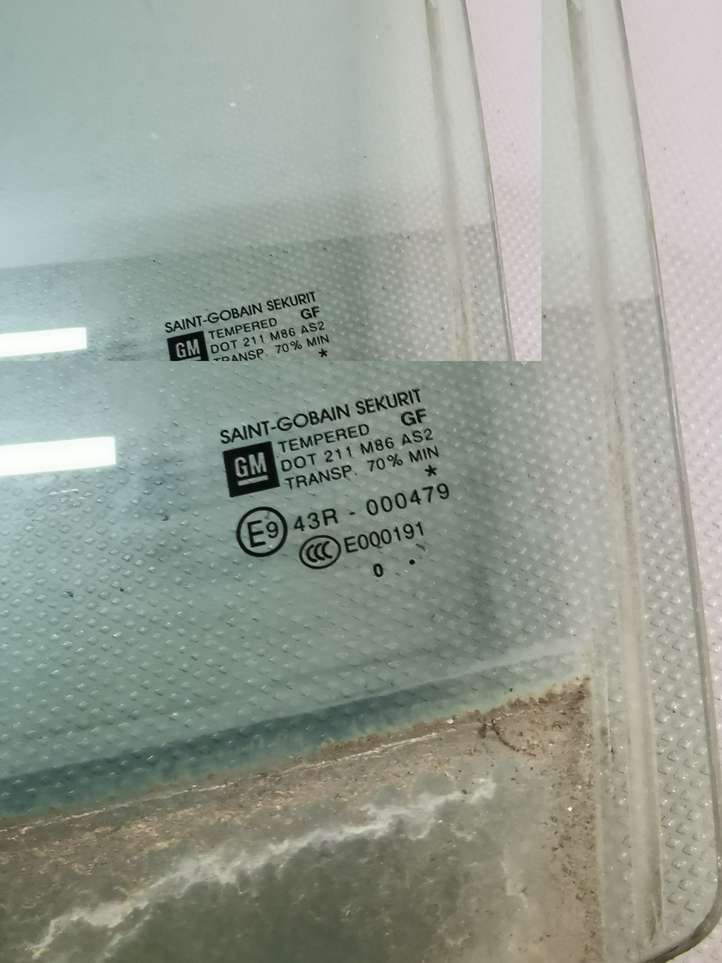 SAINT-GOBAIN SEKURIT
TEMPERED GF
GM DOT 211 M86 AS2
TRANSP. 70% MIN
*
SAINT-GOBAIN SEKURIT
TEMPERED GF
GM DOT 211 M86 AS2
TRANSP. 70% MIN
*
E9 43R - 000479
CCC E000191
0 .